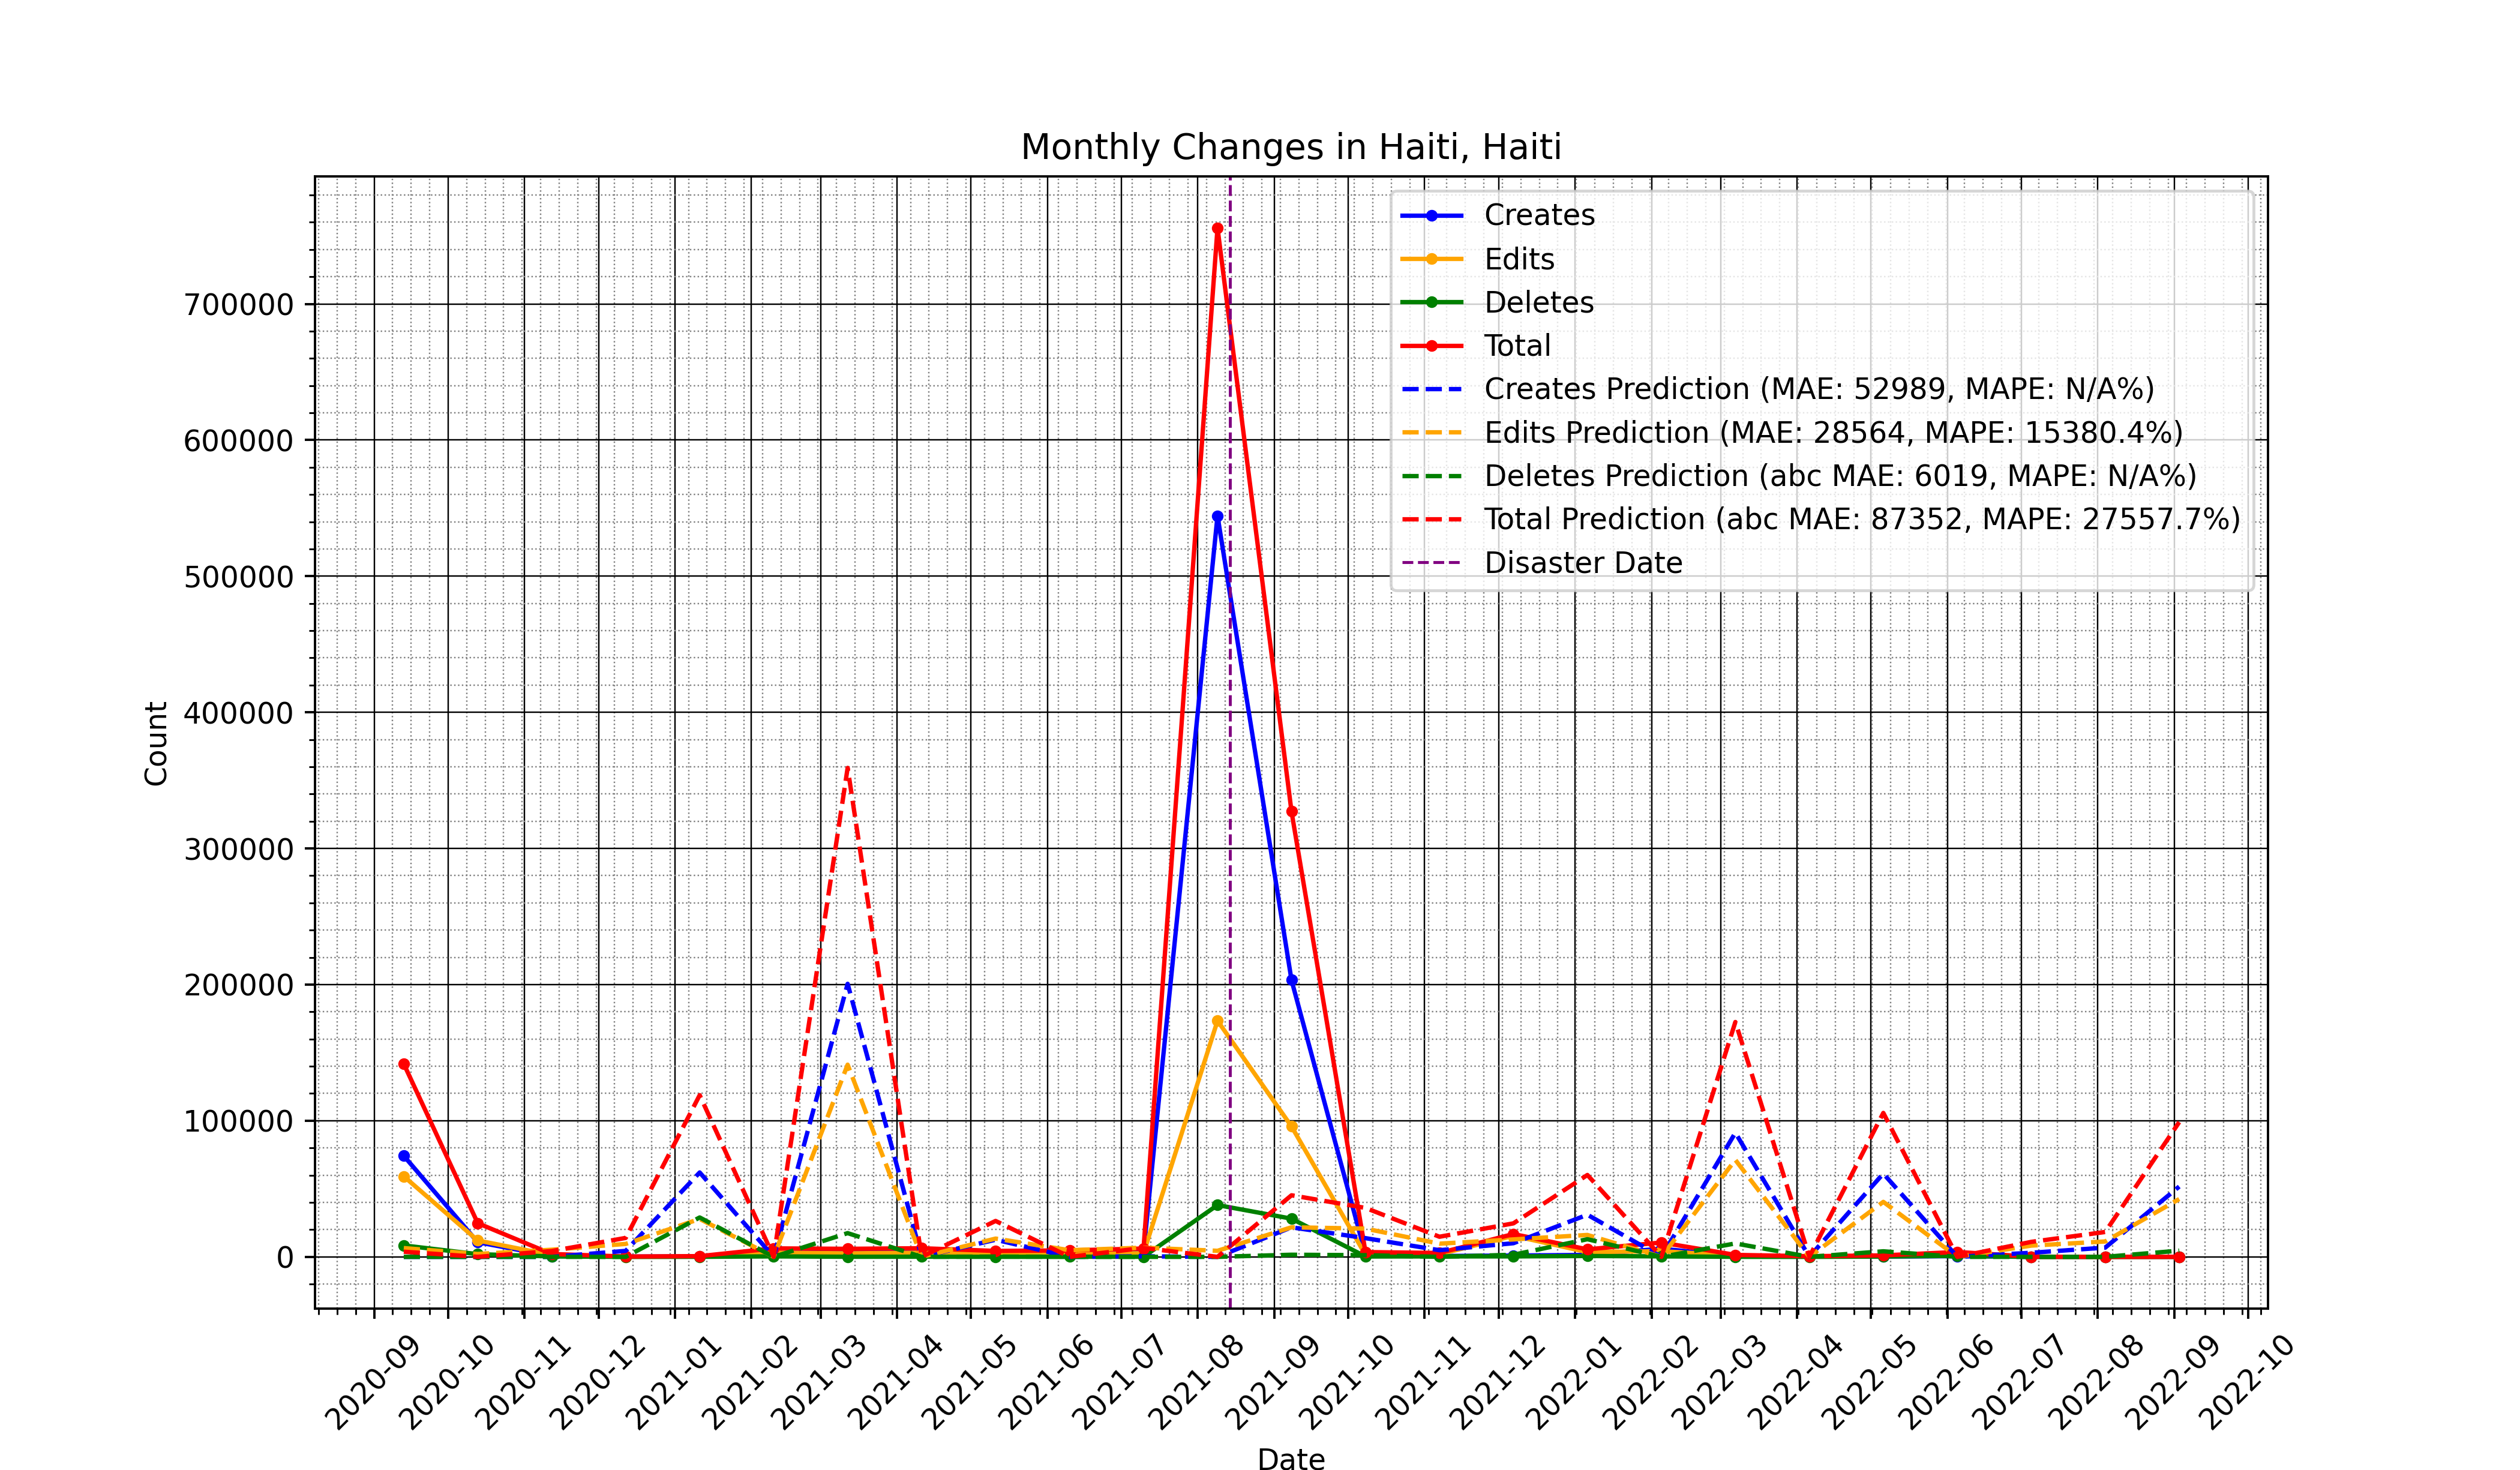 Monthly Changes in Haiti, Haiti
Creates
Edits
Deletes
Total
Creates Prediction (MAE: 52989, MAPE: N/A%)
Edits Prediction (MAE: 28564, MAPE: 15380.4%)
Deletes Prediction (abc MAE: 6019, MAPE: N/A%)
Total Prediction (abc MAE: 87352, MAPE: 27557.7%)
Disaster Date
Count
700000
600000
500000
400000
300000
200000
100000
0
2020-09
2020-10
2020-11
2020-12
2021-01
2021-02
2021-03
2021-04
2021-05
2021-06
2021-07
2021-08
2021-09
2021-10
2021-11
2021-12
2022-01
2022-02
2022-03
2022-04
2022-05
2022-06
2022-07
2022-08
2022-09
2022-10
Date